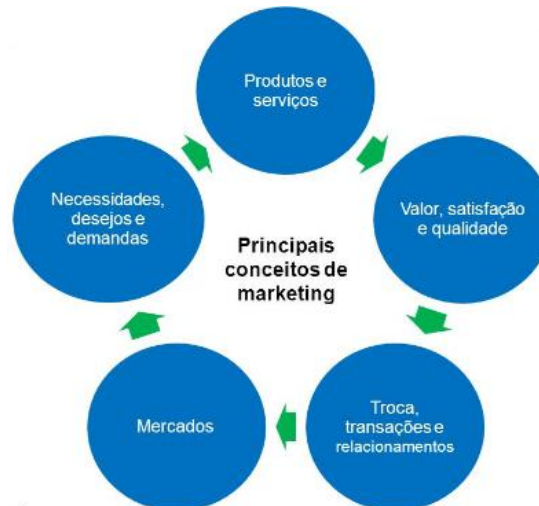 Produtos e
serviços
Necessidades,
desejos e
demandas
Valor, satisfação
e qualidade
Principais
conceitos de
marketing
Mercados
Troca,
transações e
relacionamentos